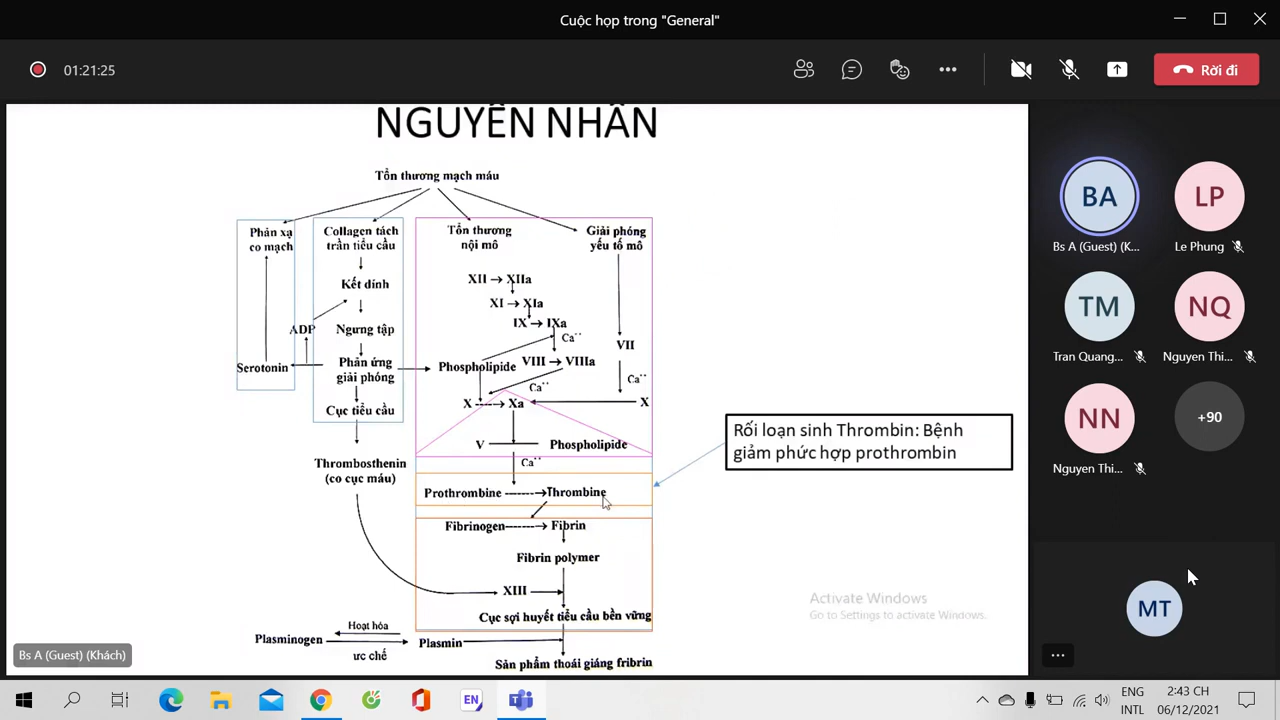 Cuộc họp trong "General"
01:21:25
Rời đi
NGUYÊN NHÂN
Tổn thương mạch máu
Phản xạ
co mạch
Collagen tách
trần tiểu cầu
Tổn thương
nội mô
Giải phóng
yếu tố mô
Kết dính
XII → XIIa
XI → XIa
ADP
Ngưng tập
IX → IXa
Ca⁺⁺
VII
Serotonin
Phản ứng
giải phóng
Phospholipide
VIII → VIIIa
Ca⁺⁺
Ca⁺⁺
Cục tiểu cầu
X ----→ Xa
X
V
Phospholipide
Thrombosthenin
(co cục máu)
Ca⁺⁺
Prothrombine ------→Thrombine
Fibrinogen------→ Fibrin
Fibrin polymer
XIII
Cục sợi huyết tiểu cầu bền vững
Hoạt hóa
Plasminogen
ưc chế
Plasmin
Sản phẩm thoái giáng fribrin
Rối loạn sinh Thrombin: Bệnh
giảm phức hợp prothrombin
Activate Windows
Go to Settings to activate Windows.
Bs A (Guest) (Khách)
BA
Bs A (Guest) (K...
LP
Le Phung
TM
Tran Quang...
NQ
Nguyen Thi...
NN
Nguyen Thi...
+90
MT
EN
ENG
INTL
2:43 CH
06/12/2021